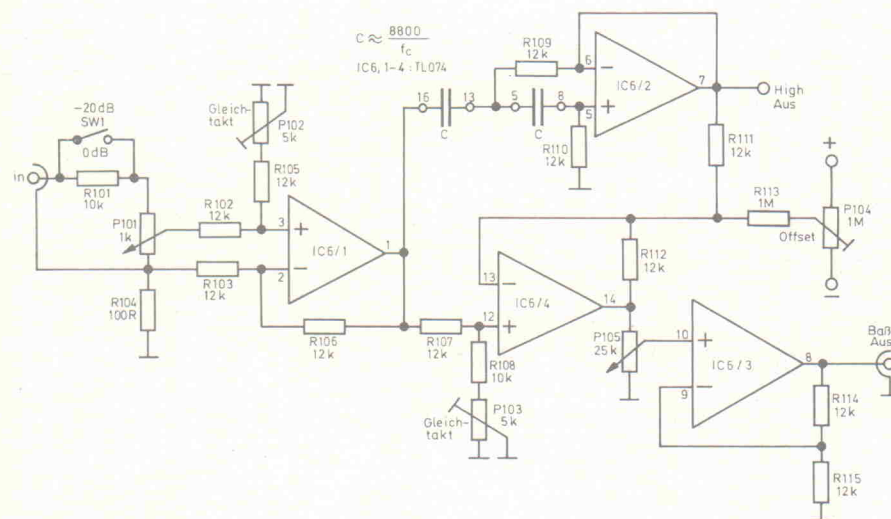 C ≈ 8800
f c
IC6, 1-4 : TL074
R109
12k
6
−
IC6/2
7
High
Aus
16
13
5
8
+
5
C
C
R110
12k
R111
12k
−20dB
SW1
0dB
in
R101
10k
Gleich-
takt
P102
5k
R105
12k
P101
1k
R102
12k
3
+
IC6/1
1
−
2
R103
12k
R104
100R
R106
12k
R107
12k
R113
1M
Offset
+
P104
1M
−
R112
12k
13
−
IC6/4
14
12
+
R108
10k
Gleich-
takt
P103
5k
P105
25k
10
+
IC6/3
8
−
9
Baß
Aus
R114
12k
R115
12k